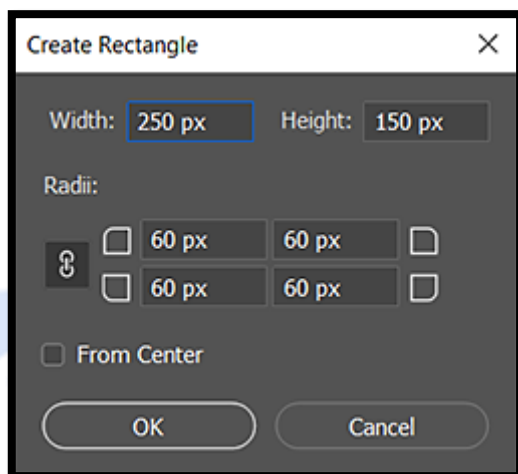 Create Rectangle
Width: 250 px Height: 150 px
Radii:
60 px 60 px
60 px 60 px
From Center
OK Cancel